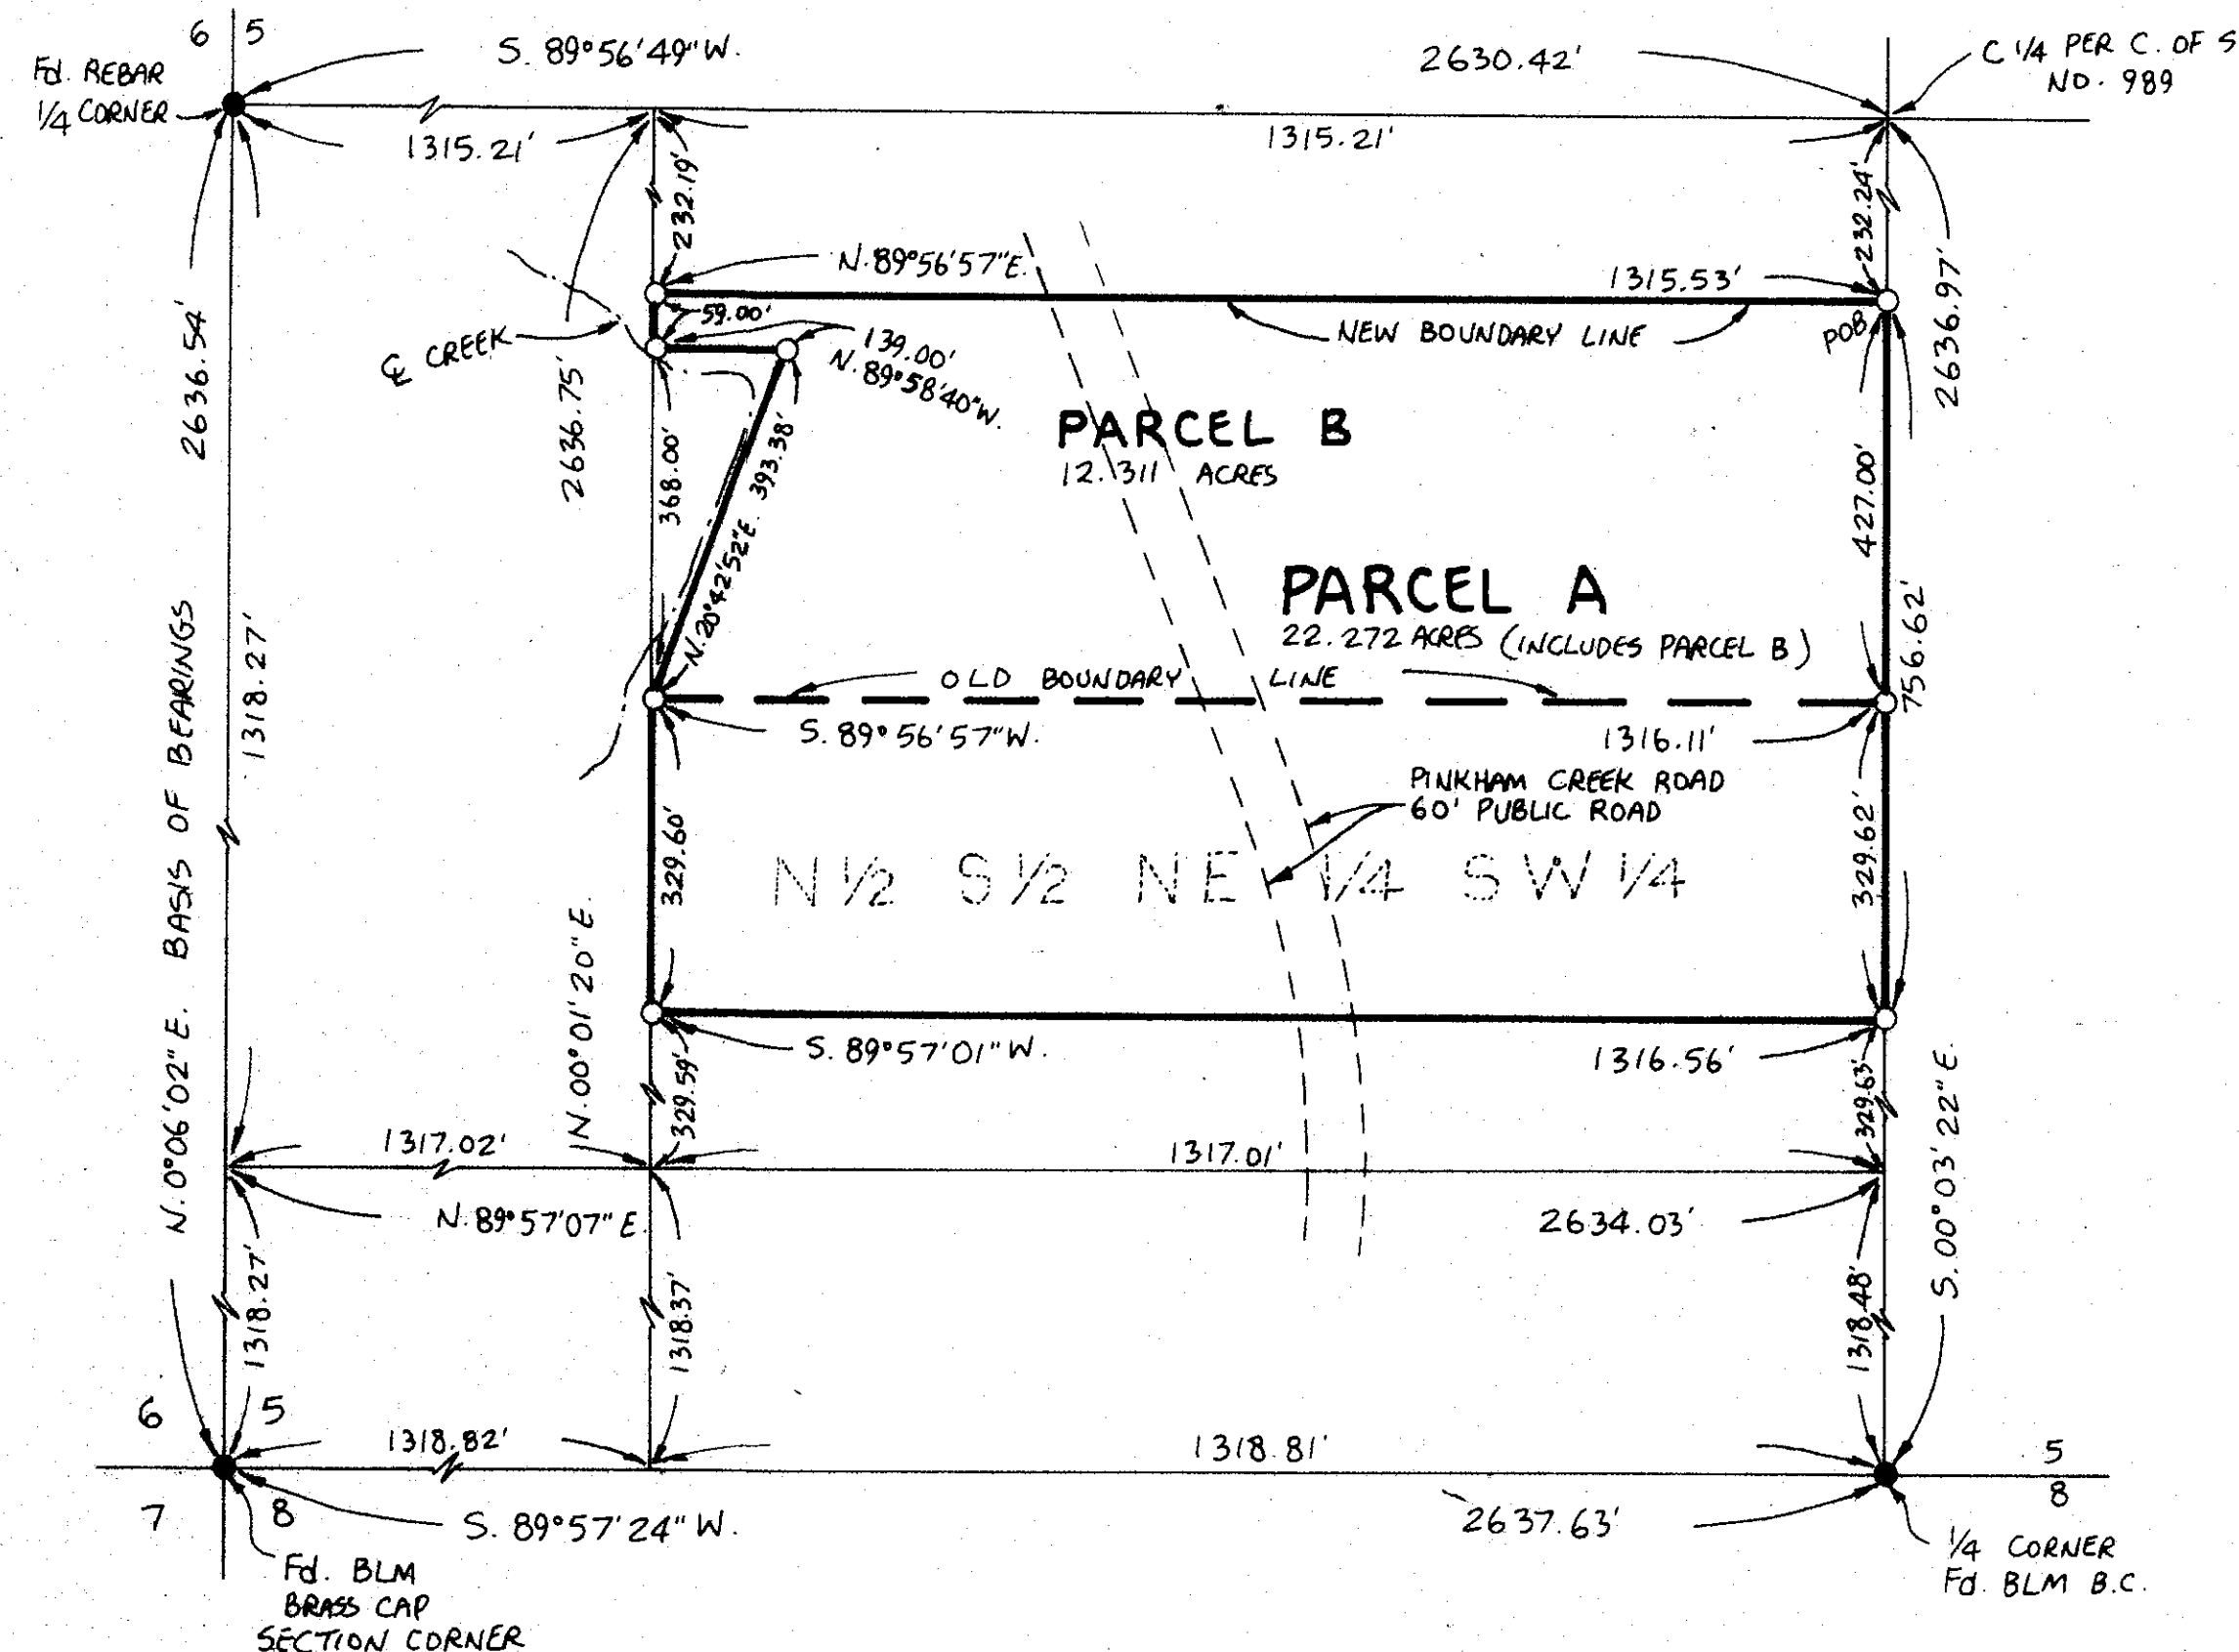 6 5
S. 89°56'49"W.
2630.42'
C 1/4 PER C. OF S
NO. 989
Fd. REBAR
1/4 CORNER
1315.21'
1315.21'
232.19'
232.24'
2636.97'
N. 89°56'57"E.
1315.53'
59.00'
139.00'
N. 89°58'40"W.
NEW BOUNDARY LINE
POB
℄ CREEK
2636.54'
2636.75'
368.00'
393.38'
N. 20°42'52"E.
PARCEL B
12.311 ACRES
427.00'
PARCEL A
22.272 ACRES (INCLUDES PARCEL B)
756.62'
OLD BOUNDARY LINE
S. 89°56'57"W.
1316.11'
1318.27'
N. 0°06'02"E. BASIS OF BEARINGS
PINKHAM CREEK ROAD
60' PUBLIC ROAD
329.60'
329.62'
N 1/2 S 1/2 NE 1/4 SW 1/4
N. 00°01'20"E.
S. 89°57'01"W.
1316.56'
329.59'
329.63'
S. 00°03'22"E.
1317.02'
1317.01'
N. 89°57'07"E.
2634.03'
1318.27'
1318.37'
1318.48'
6 5
1318.82'
1318.81'
5
7 8
S. 89°57'24"W.
2637.63'
8
Fd. BLM
BRASS CAP
SECTION CORNER
1/4 CORNER
Fd. BLM B.C.